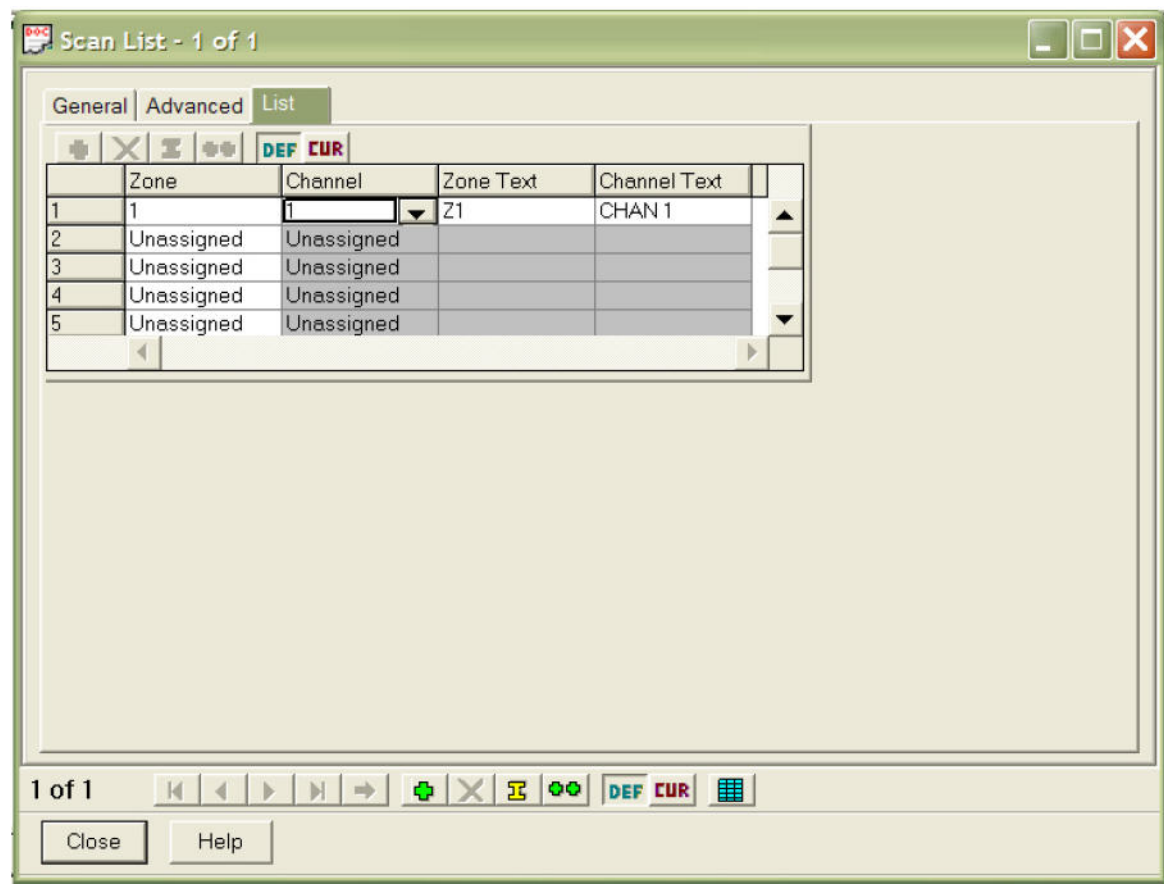 DOC Scan List - 1 of 1
General Advanced List
DEF CUR
Zone Channel Zone Text Channel Text
1 1 1 Z1 CHAN 1
2 Unassigned Unassigned
3 Unassigned Unassigned
4 Unassigned Unassigned
5 Unassigned Unassigned
1 of 1 DEF CUR
Close Help